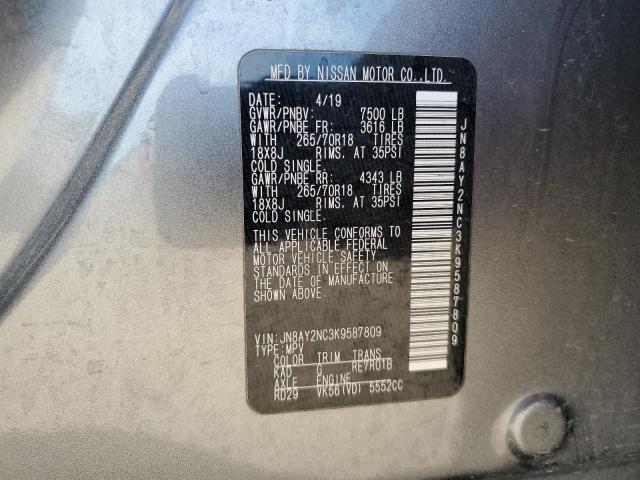 MFD BY NISSAN MOTOR CO.,LTD.
DATE: 4/19
GVWR/PNBV: 7500 LB
GAWR/PNBE FR: 3616 LB
WITH 265/70R18 TIRES
18X8J RIMS. AT 35PSI
COLD SINGLE.
GAWR/PNBE RR: 4343 LB
WITH 265/70R18 TIRES
18X8J RIMS. AT 35PSI
COLD SINGLE.
THIS VEHICLE CONFORMS TO
ALL APPLICABLE FEDERAL
MOTOR VEHICLE SAFETY
STANDARDS IN EFFECT ON
THE DATE OF MANUFACTURE
SHOWN ABOVE.
VIN:JN8AY2NC3K9587809
TYPE:MPV
COLOR TRIM TRANS
KAD G RE7R01B
AXLE ENGINE
RD29 VK56(VD) 5552CC
JN8AY2NC3K9587809